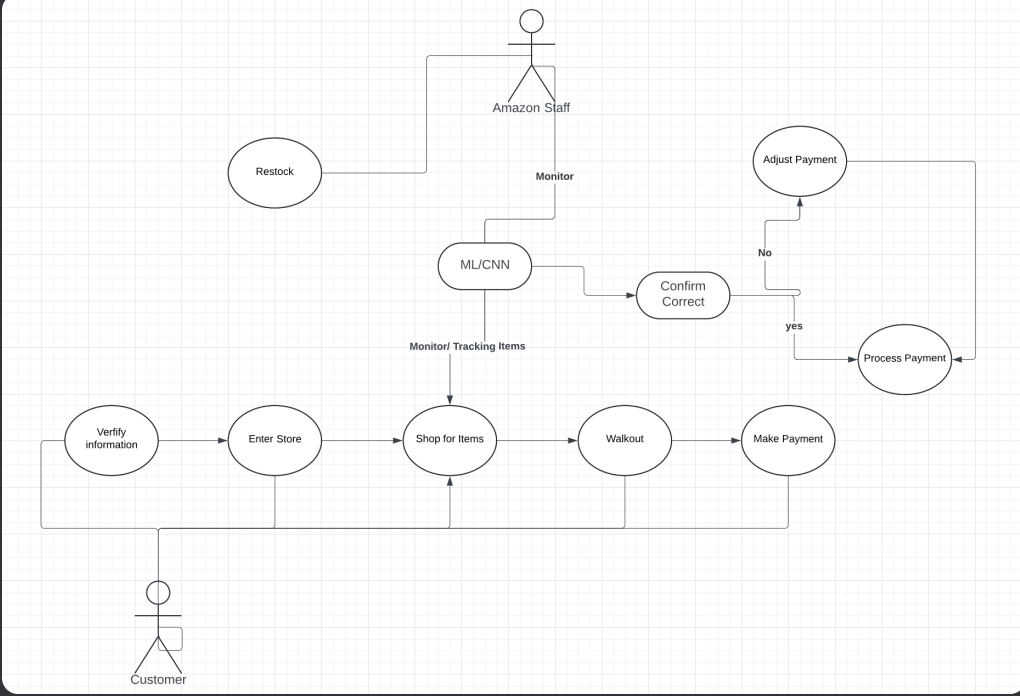 Amazon Staff
Restock
Monitor
Adjust Payment
ML/CNN
No
Confirm
Correct
yes
Monitor/ Tracking Items
Process Payment
Verfify
information
Enter Store
Shop for Items
Walkout
Make Payment
Customer